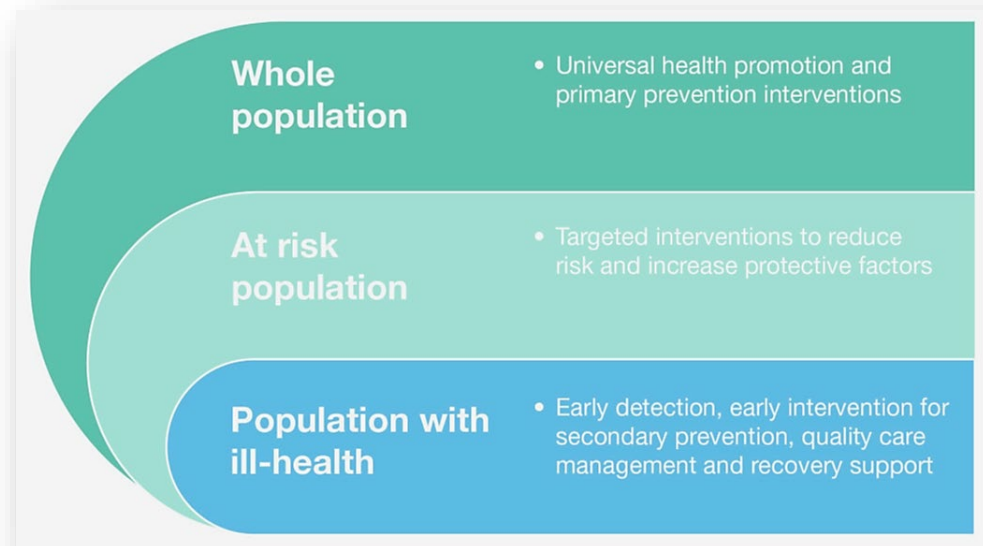 Whole
population
• Universal health promotion and
primary prevention interventions
At risk
population
• Targeted interventions to reduce
risk and increase protective factors
Population with
ill-health
• Early detection, early intervention for
secondary prevention, quality care
management and recovery support